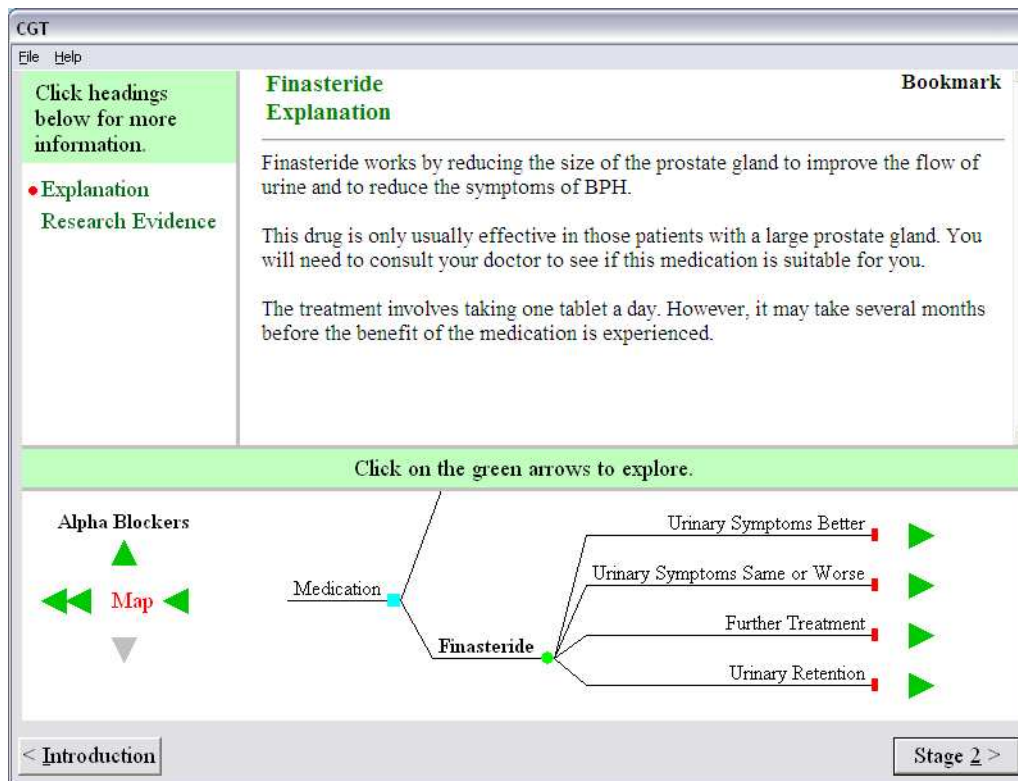 CGT
File Help
Click headings
below for more
information.
Explanation
Research Evidence
Finasteride
Explanation
Bookmark
Finasteride works by reducing the size of the prostate gland to improve the flow of
urine and to reduce the symptoms of BPH.
This drug is only usually effective in those patients with a large prostate gland. You
will need to consult your doctor to see if this medication is suitable for you.
The treatment involves taking one tablet a day. However, it may take several months
before the benefit of the medication is experienced.
Click on the green arrows to explore.
Alpha Blockers
Map
Medication
Finasteride
Urinary Symptoms Better
Urinary Symptoms Same or Worse
Further Treatment
Urinary Retention
< Introduction
Stage 2 >